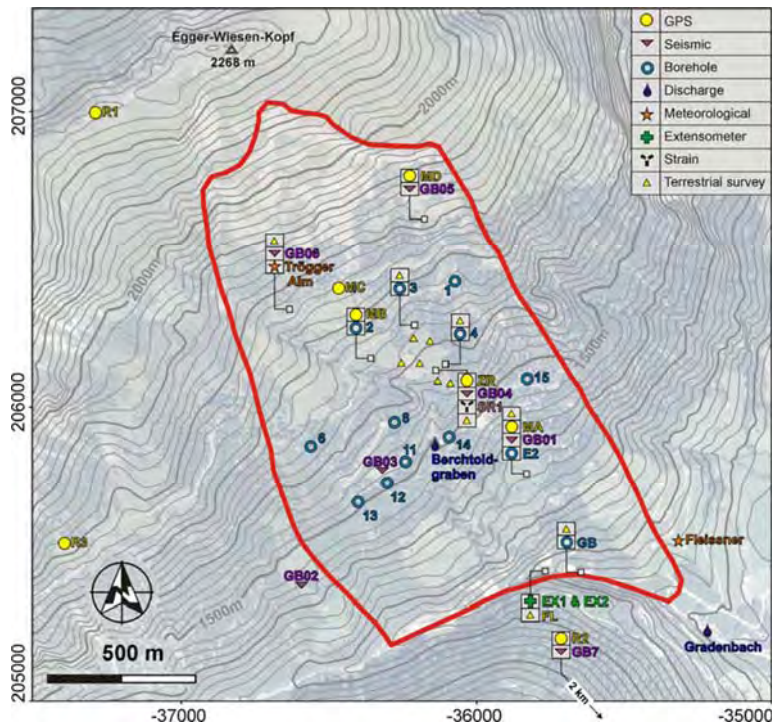 Egger-Wiesen-Kopf
2268 m
2000m
R1
MD
GB05
GB06
Trögger
Alm
MC
3
1
MB
2
4
2000m
1500m
ZR
GB04
SR1
15
MA
GB01
E2
8
6
11
14
GB03
Berchtold-
graben
12
13
GB
Fleissner
R3
GB02
1500m
EX1 & EX2
FL
R2
GB7
Gradenbach
2 km
500 m
N
GPS
Seismic
Borehole
Discharge
Meteorological
Extensometer
Strain
Terrestrial survey
207000
206000
205000
-37000
-36000
-35000